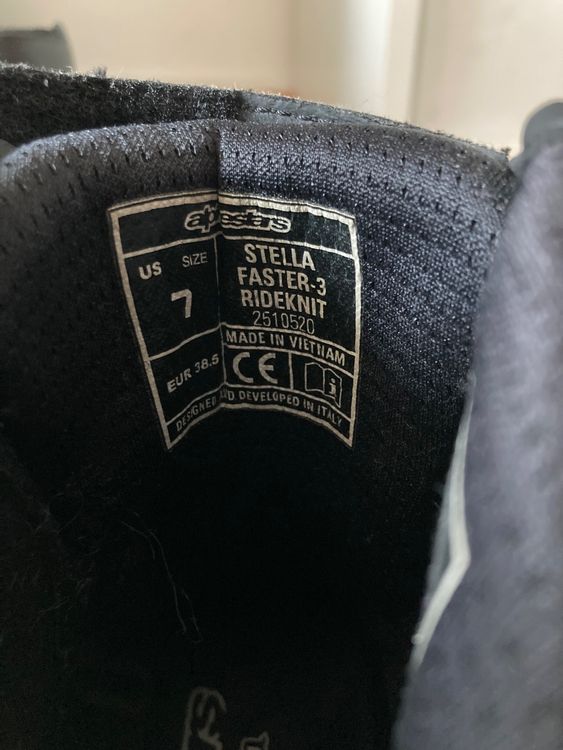 alpinestars
US SIZE
7
EUR 38.5
STELLA
FASTER-3
RIDEKNIT
2510520
MADE IN VIETNAM
CE
i
DESIGNED AND DEVELOPED IN ITALY